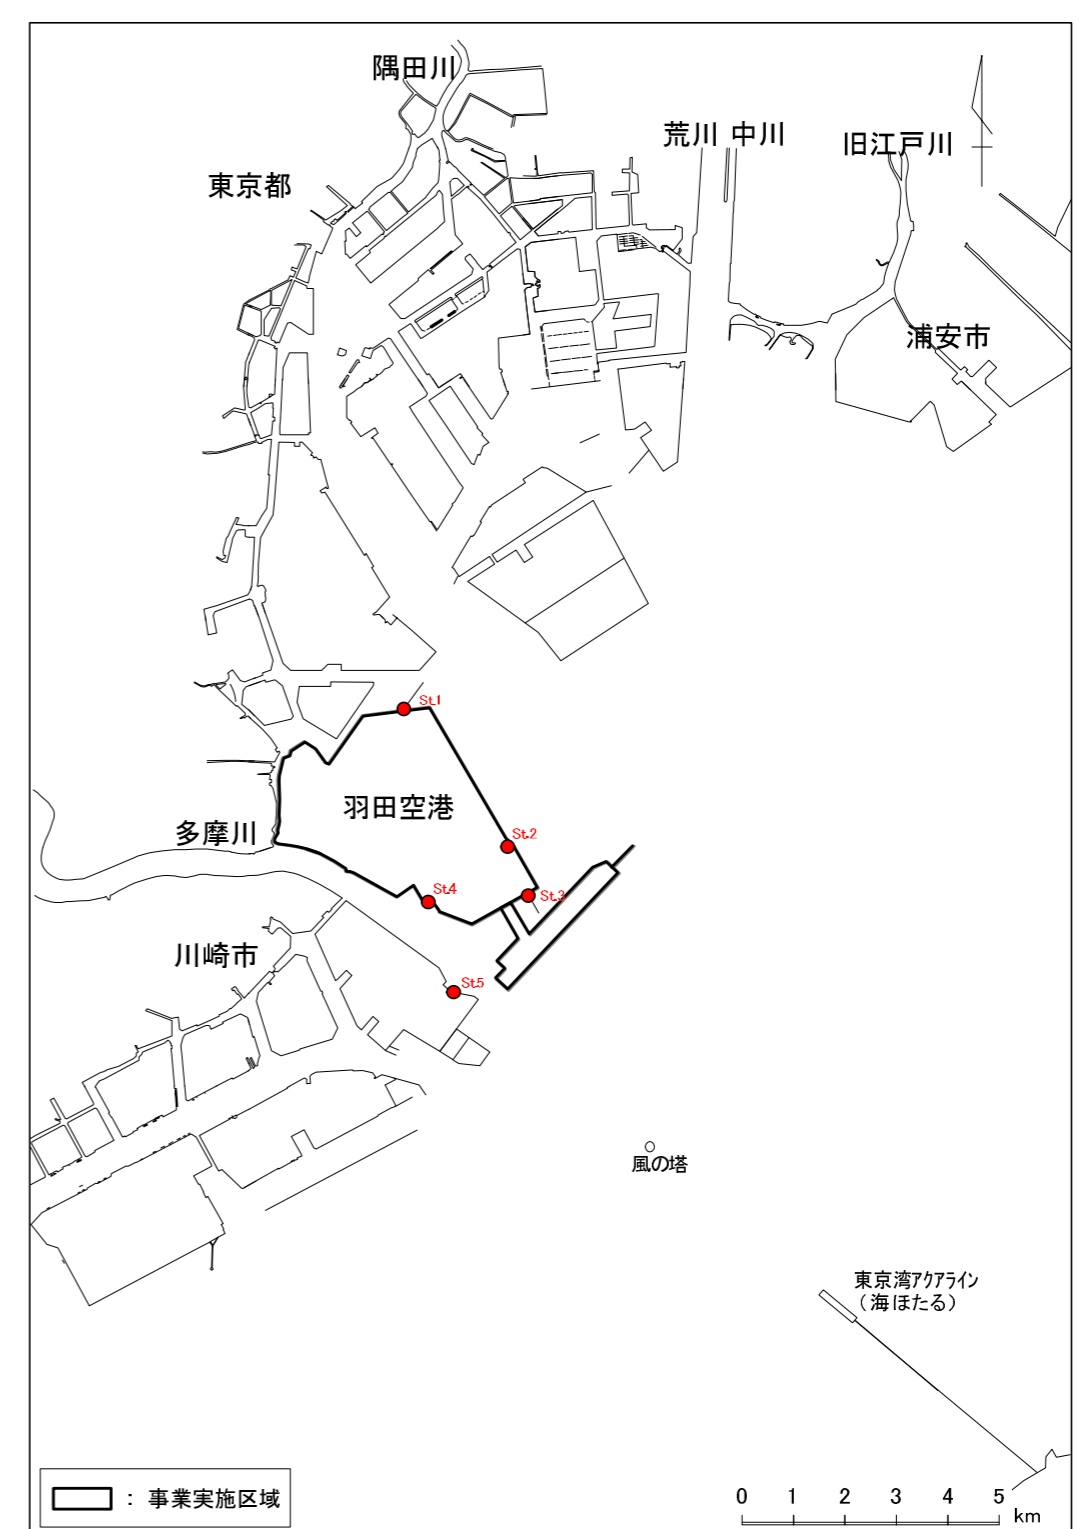 隅田川
荒川 中川
旧江戸川
東京都
浦安市
St.1
羽田空港
多摩川
St.2
St.4
St.3
川崎市
St.5
風の塔
東京湾アクアライン
(海ほたる)
: 事業実施区域
0 1 2 3 4 5
km